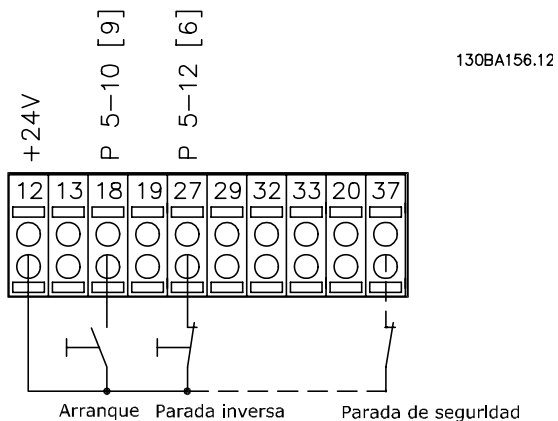 130BA156.12
+24V
P 5-10 [9]
P 5-12 [6]
12 13 18 19 27 29 32 33 20 37
Arranque Parada inversa Parada de seguridad